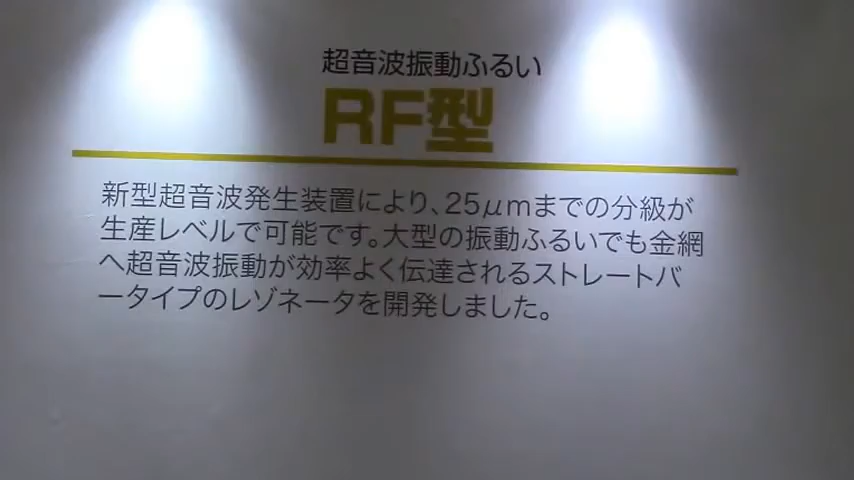 超音波振動ふるい
RF型
新型超音波発生装置により、25μmまでの分級が
生産レベルで可能です。大型の振動ふるいでも金網
へ超音波振動が効率よく伝達されるストレートバ
ータイプのレゾネータを開発しました。